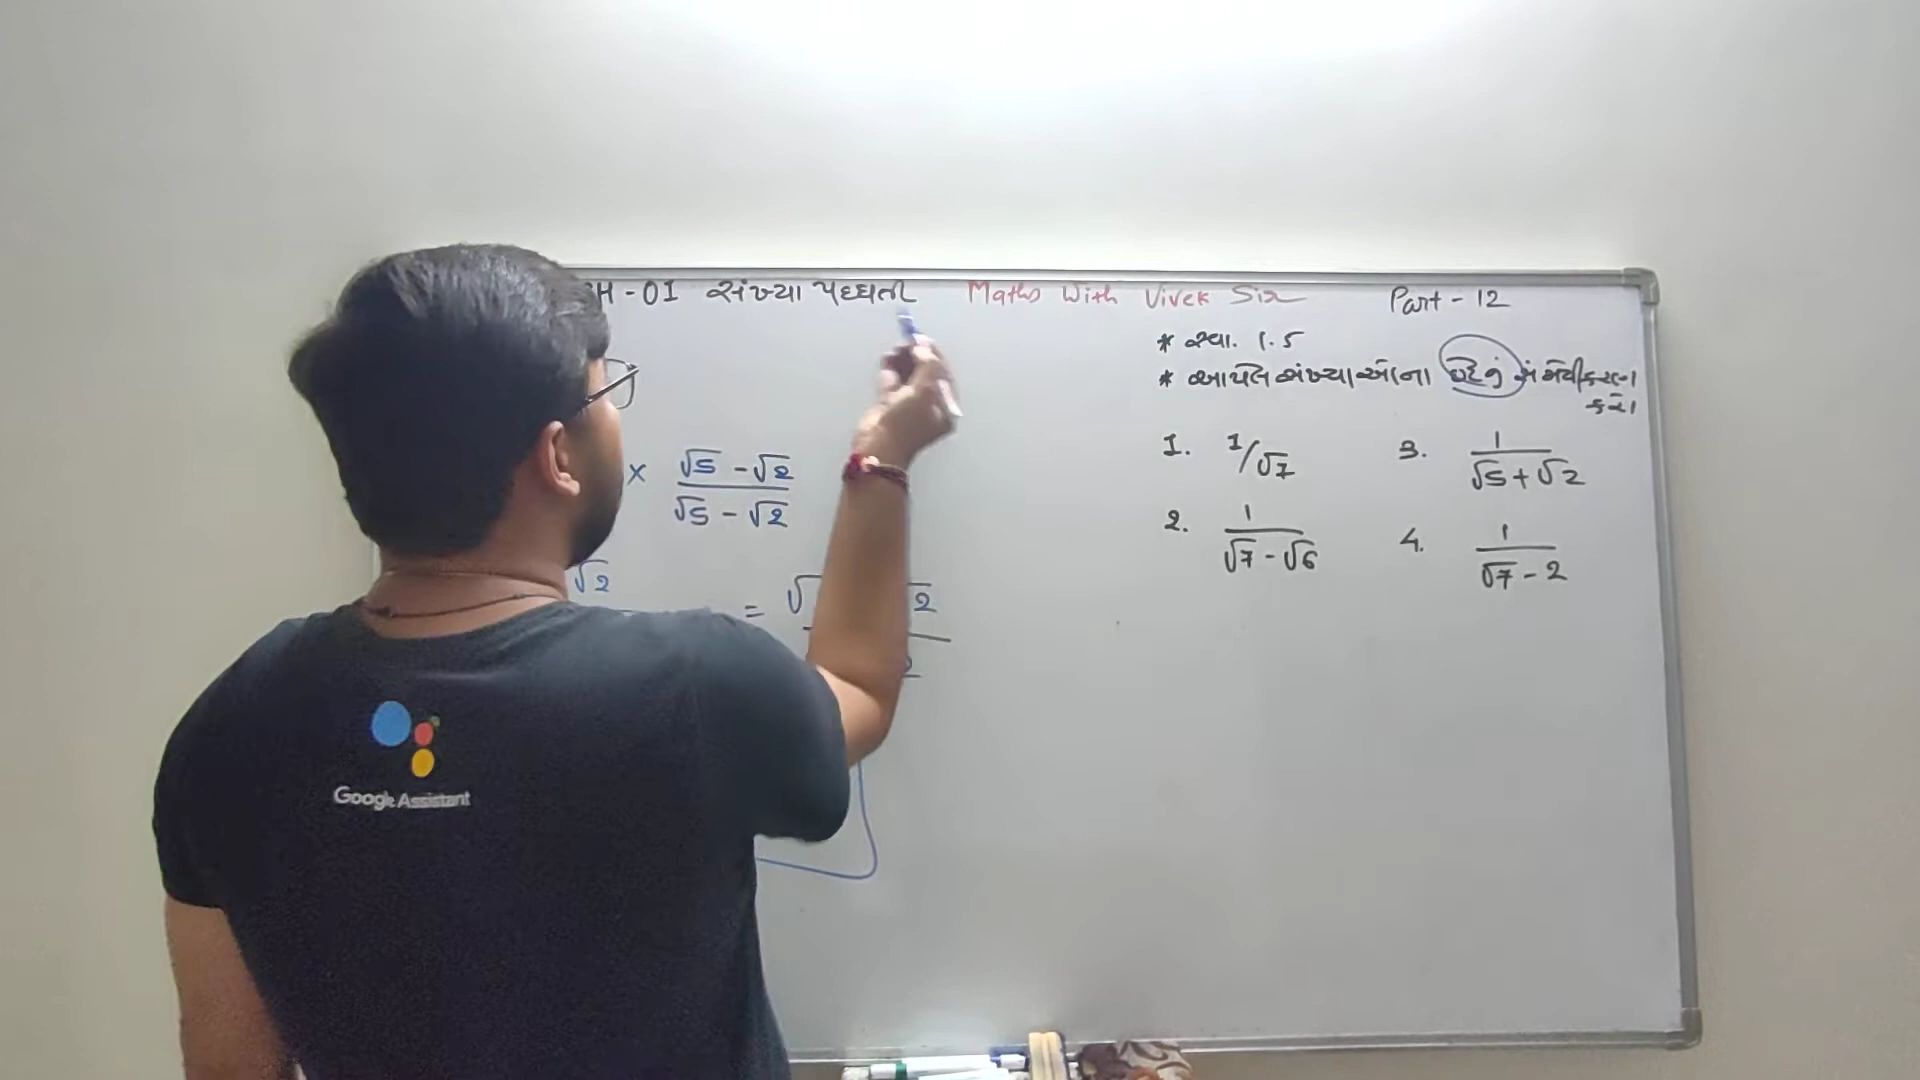 CH - 01 સંખ્યા પદ્ધતી Maths With Vivek Sir Part - 12
* સ્વા. 1.5
* આપેલ સંખ્યાઓના છેદનું સંમેયીકરણ
કરો
× √5 - √2 / √5 - √2
√2
= √ 2
1. 1/√7
2. 1 / √7 - √6
3. 1 / √5 + √2
4. 1 / √7 - 2
Google Assistant